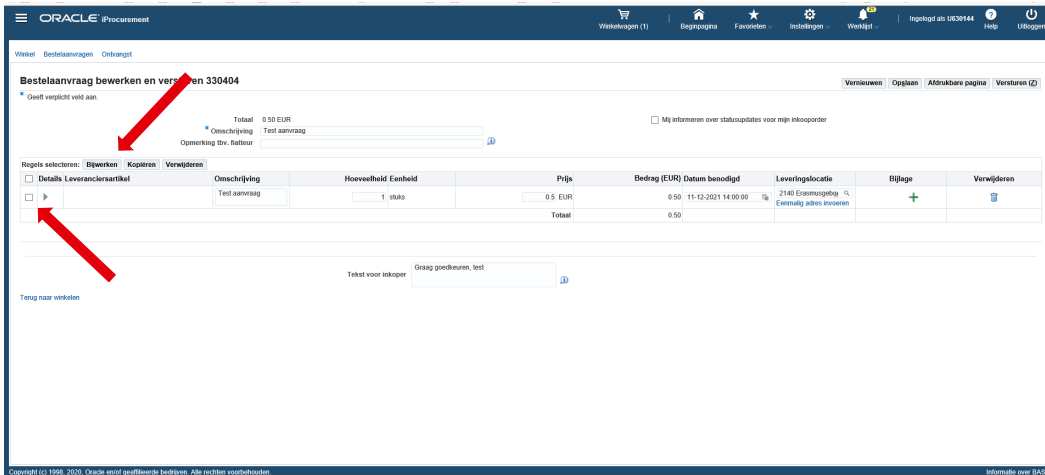 ORACLE iProcurement
21
Winkelwagen (1) Beginpagina Favorieten Instellingen Werklijst Ingelogd als U630144 Help Uitloggen
Winkel Bestelaanvragen Ontvangst
Bestelaanvraag bewerken en versturen 330404
Vernieuwen Opslaan Afdrukbare pagina Versturen (Z)
* Geeft verplicht veld aan.
Totaal 0.50 EUR
Mij informeren over statusupdates voor mijn inkooporder
* Omschrijving Test aanvraag
Opmerking tbv. fiatteur
Regels selecteren: Bijwerken Kopiëren Verwijderen
Details Leveranciersartikel Omschrijving Hoeveelheid Eenheid Prijs Bedrag (EUR) Datum benodigd Leveringslocatie Bijlage Verwijderen
Test aanvraag 1 stuks 0.5 EUR 0.50 11-12-2021 14:00:00 2140 Erasmusgebou
Eenmalig adres invoeren
Totaal 0.50
Tekst voor inkoper Graag goedkeuren, test
Terug naar winkelen
Copyright (c) 1998, 2020, Oracle en/of geaffilieerde bedrijven. Alle rechten voorbehouden.
Informatie over BAS